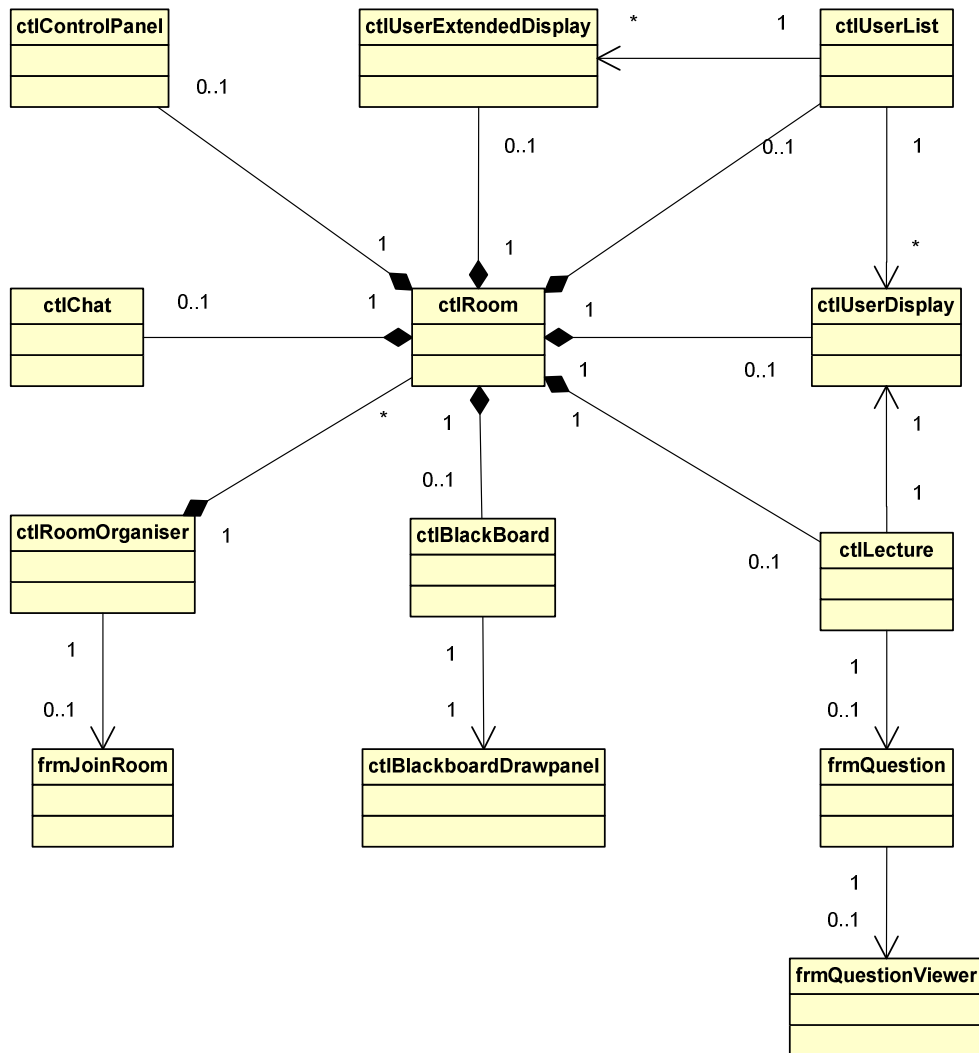 ctlControlPanel
ctlUserExtendedDisplay
* 1
ctlUserList
0..1
0..1
0..1
1
1
1
*
ctlChat
0..1
1
ctlRoom
1
ctlUserDisplay
0..1
1
*
1
1
1
0..1
1
ctlRoomOrganiser
1
ctlBlackBoard
0..1
ctlLecture
1
1
1
0..1
1
0..1
frmJoinRoom
ctlBlackboardDrawpanel
frmQuestion
1
0..1
frmQuestionViewer